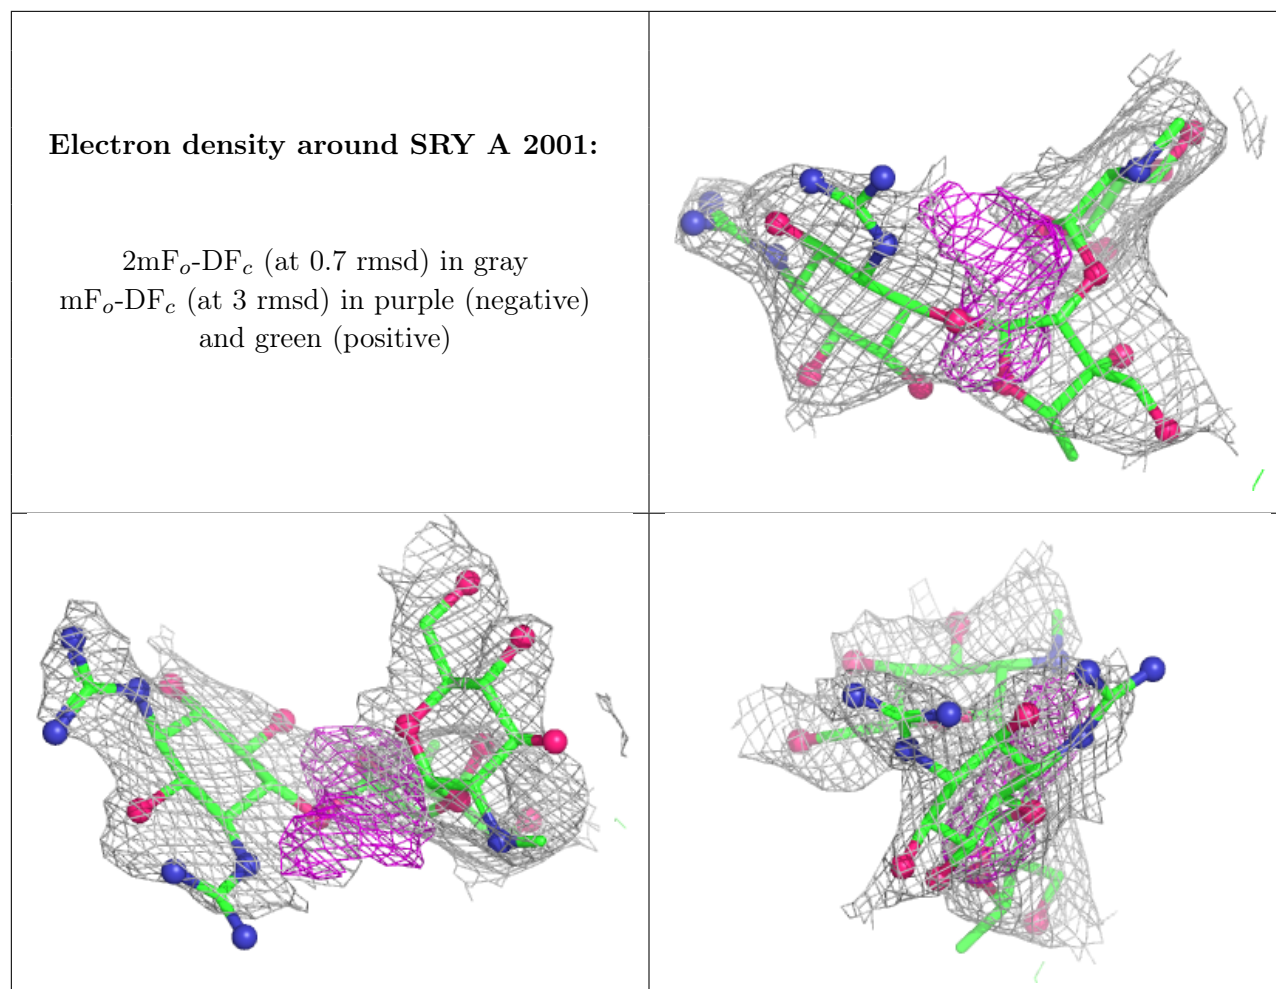 Electron density around SRY A 2001:
2mFo-DFc (at 0.7 rmsd) in gray
mFo-DFc (at 3 rmsd) in purple (negative)
and green (positive)